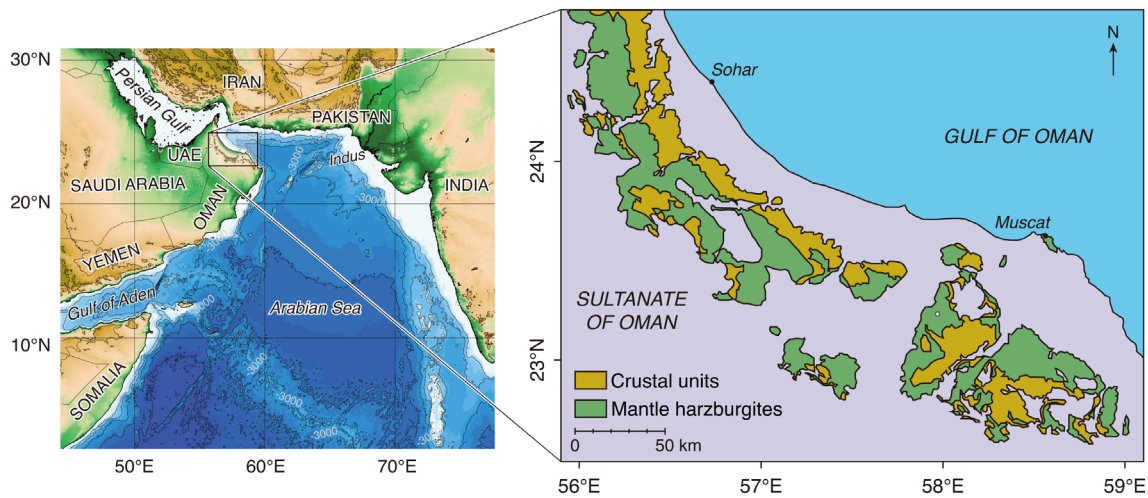 30°N
20°N
10°N
50°E
60°E
70°E
IRAN
Persian Gulf
PAKISTAN
UAE
-3000
Indus
SAUDI ARABIA
INDIA
-3000
OMAN
-3000
YEMEN
Gulf of Aden
Arabian Sea
-3000
-3000
SOMALIA
-3000
-3000
N
Sohar
GULF OF OMAN
24°N
Muscat
SULTANATE
OF OMAN
23°N
Crustal units
Mantle harzburgites
0
50 km
56°E
57°E
58°E
59°E